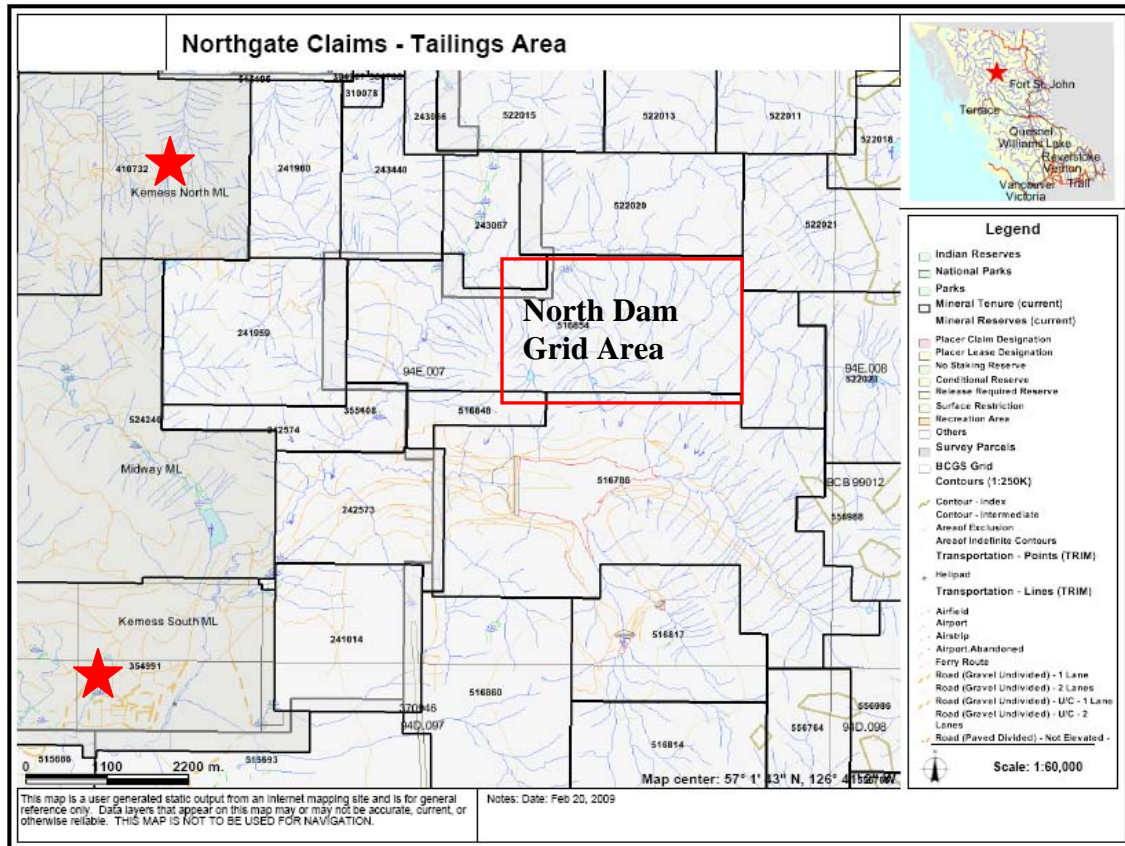 Northgate Claims - Tailings Area
310078
243066
522015
522013
522011
522018
410732
Kemess North ML
241960
243440
243067
522020
522021
North Dam
516854
Grid Area
241959
94E.007
94E.008
524246
242574
355408
516848
Midway ML
516786
BCB 99012
242573
556988
Kemess South ML
354991
241014
516817
516860
370946
94D.097
556986
556764
94D.098
515686
515693
516814
0 1100 2200 m.
Map center: 57° 1' 43" N, 126°
This map is a user generated static output from an Internet mapping site and is for general
reference only. Data layers that appear on this map may or may not be accurate, current, or
otherwise reliable. THIS MAP IS NOT TO BE USED FOR NAVIGATION.
Notes: Date: Feb 20, 2009
Fort St. John
Terrace
Quesnel
Williams Lake
Revelstoke
Vernon
Vancouver
Trail
Victoria
Legend
Indian Reserves
National Parks
Parks
Mineral Tenure (current)
Mineral Reserves (current)
Placer Claim Designation
Placer Lease Designation
No Staking Reserve
Conditional Reserve
Release Required Reserve
Surface Restriction
Recreation Area
Others
Survey Parcels
BCGS Grid
Contours (1:250K)
Contour - Index
Contour - Intermediate
Area of Exclusion
Area of Indefinite Contours
Transportation - Points (TRIM)
Helipad
Transportation - Lines (TRIM)
Airfield
Airport
Airstrip
Airport.Abandoned
Ferry Route
Road (Gravel Undivided) - 1 Lane
Road (Gravel Undivided) - 2 Lanes
Road (Gravel Undivided) - U/C - 1 Lane
Road (Gravel Undivided) - U/C - 2
Lanes
Road (Paved Divided) - Not Elevated -
Scale: 1:60,000